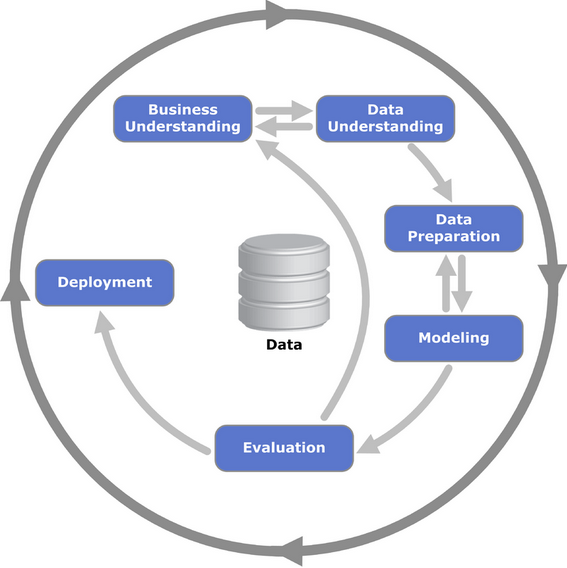 Business
Understanding
Data
Understanding
Data
Preparation
Deployment
Modeling
Data
Evaluation